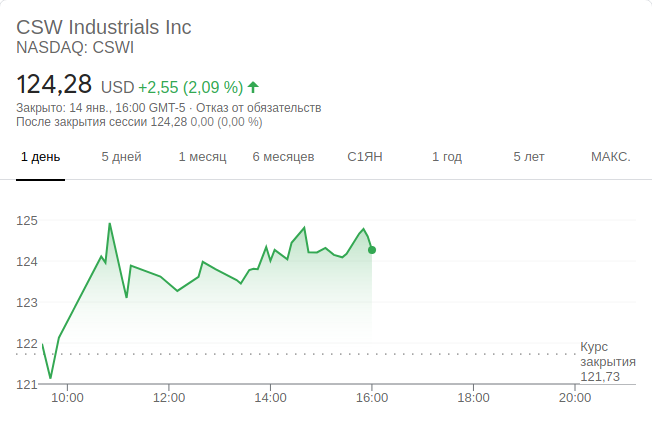 CSW Industrials Inc
NASDAQ: CSWI
124,28 USD +2,55 (2,09 %)
Закрыто: 14 янв., 16:00 GMT-5 · Отказ от обязательств
После закрытия сессии 124,28 0,00 (0,00 %)
1 день 5 дней 1 месяц 6 месяцев С1ЯН 1 год 5 лет МАКС.
125
124
123
122
Курс
закрытия
121,73
121
10:00 12:00 14:00 16:00 18:00 20:00